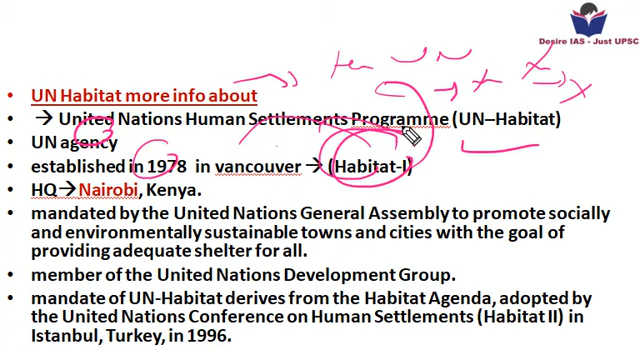 Desire IAS - Just UPSC
UN Habitat more info about
→ United Nations Human Settlements Programme (UN–Habitat)
UN agency
established in 1978 in vancouver → (Habitat-I)
HQ→Nairobi, Kenya.
mandated by the United Nations General Assembly to promote socially
and environmentally sustainable towns and cities with the goal of
providing adequate shelter for all.
member of the United Nations Development Group.
mandate of UN-Habitat derives from the Habitat Agenda, adopted by
the United Nations Conference on Human Settlements (Habitat II) in
Istanbul, Turkey, in 1996.